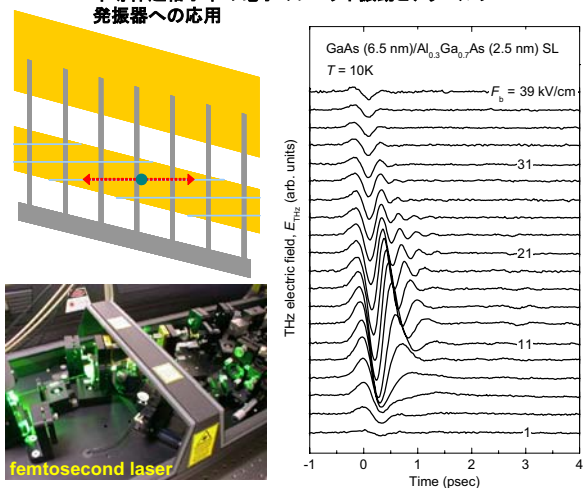 発振器への応用
GaAs (6.5 nm)/Al0.3Ga0.7As (2.5 nm) SL
T = 10K
Fb = 39 kV/cm
31
21
11
1
THz electric field, ETHz (arb. units)
-1 0 1 2 3 4
Time (psec)
femtosecond laser